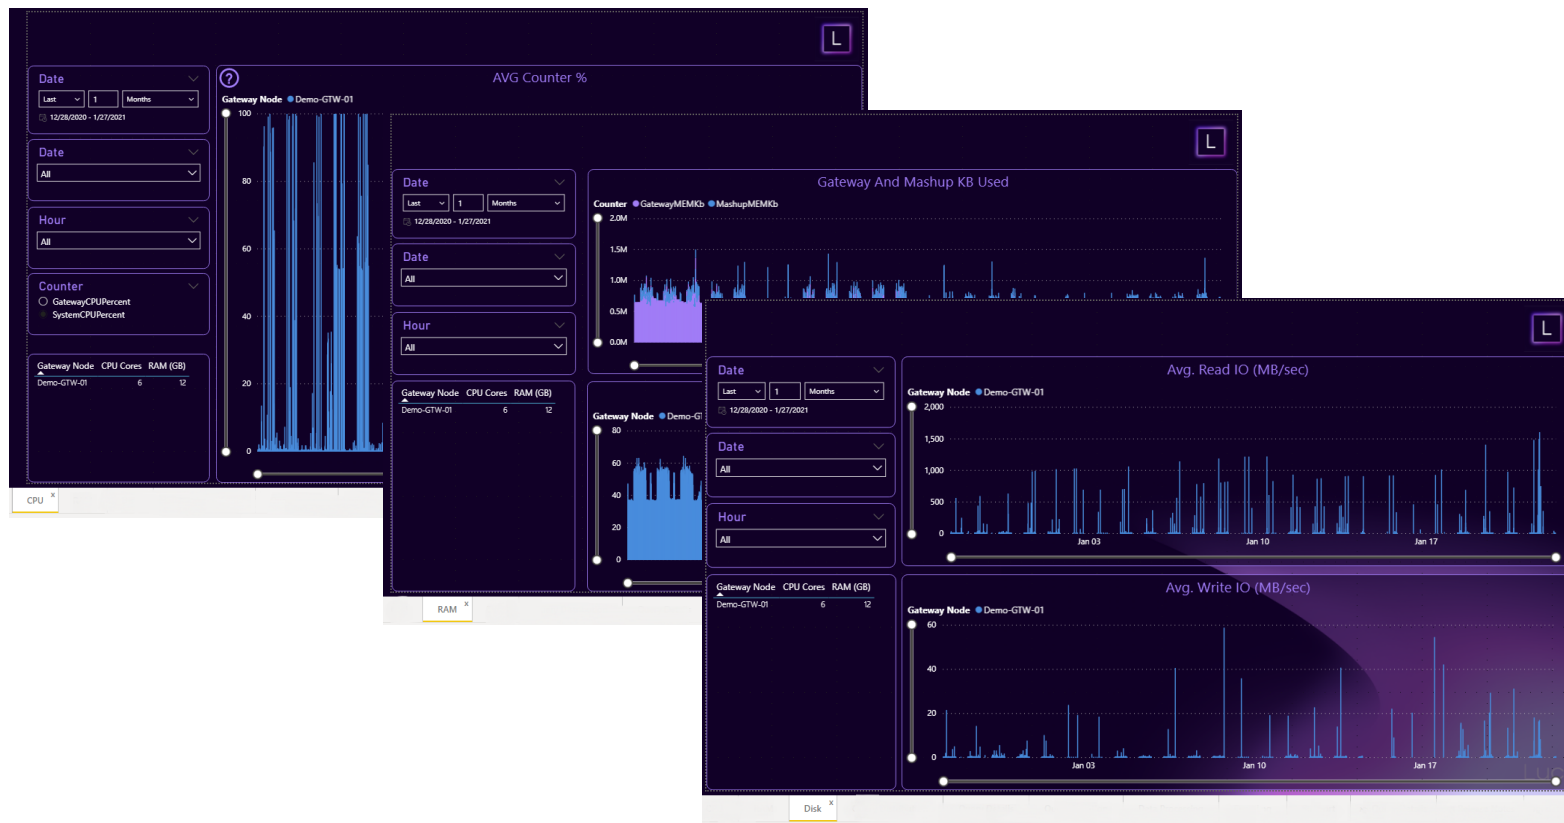 L
Date
Last 1 Months
12/28/2020 - 1/27/2021
Date
All
Hour
All
Counter
GatewayCPUPercent
SystemCPUPercent
Gateway Node CPU Cores RAM (GB)
Demo-GTW-01 6 12
?
AVG Counter %
Gateway Node Demo-GTW-01
100
80
60
40
20
0
CPU x
L
Date
Last 1 Months
12/28/2020 - 1/27/2021
Date
All
Hour
All
Gateway Node CPU Cores RAM (GB)
Demo-GTW-01 6 12
Gateway And Mashup KB Used
Counter GatewayMEMKb MashupMEMKb
2.0M
1.5M
1.0M
0.5M
0.0M
Gateway Node Demo-G
80
60
40
20
0
RAM x
L
Date
Last 1 Months
12/28/2020 - 1/27/2021
Date
All
Hour
All
Gateway Node CPU Cores RAM (GB)
Demo-GTW-01 6 12
Avg. Read IO (MB/sec)
Gateway Node Demo-GTW-01
2,000
1,500
1,000
500
0
Jan 03 Jan 10 Jan 17
Avg. Write IO (MB/sec)
Gateway Node Demo-GTW-01
60
40
20
0
Jan 03 Jan 10 Jan 17
Disk x